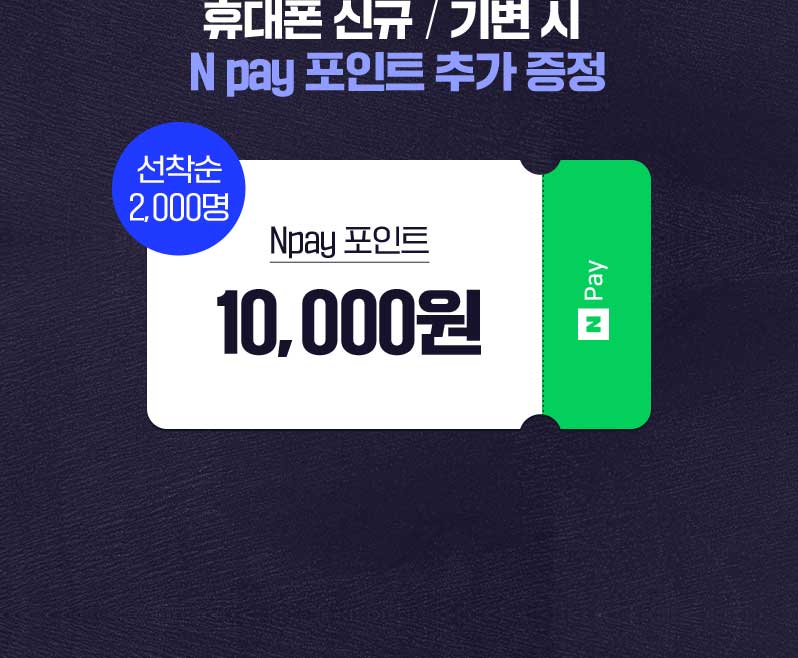 휴대폰 신규 / 기변 시
N pay 포인트 추가 증정
선착순
2,000명
Npay 포인트
10,000원
N Pay